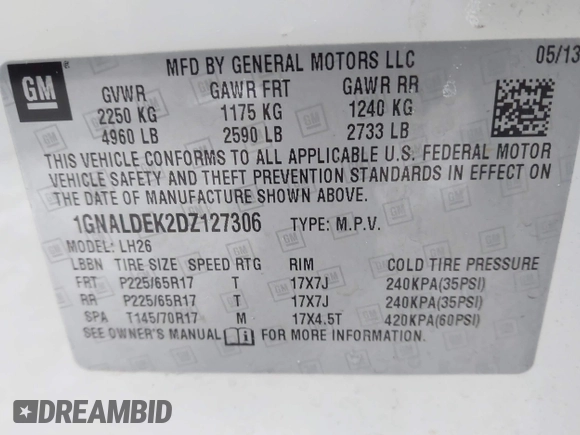 GM
MFD BY GENERAL MOTORS LLC 05/13
GVWR GAWR FRT GAWR RR
2250 KG 1175 KG 1240 KG
4960 LB 2590 LB 2733 LB
THIS VEHICLE CONFORMS TO ALL APPLICABLE U.S. FEDERAL MOTOR
VEHICLE SAFETY AND THEFT PREVENTION STANDARDS IN EFFECT ON
THE DATE OF MANUFACTURE SHOWN ABOVE.
1GNALDEK2DZ127306 TYPE: M.P.V.
MODEL: LH26
LBBN TIRE SIZE SPEED RTG RIM COLD TIRE PRESSURE
FRT P225/65R17 T 17X7J 240KPA(35PSI)
RR P225/65R17 T 17X7J 240KPA(35PSI)
SPA T145/70R17 M 17X4.5T 420KPA(60PSI)
SEE OWNER'S MANUAL FOR MORE INFORMATION.
DREAMBID